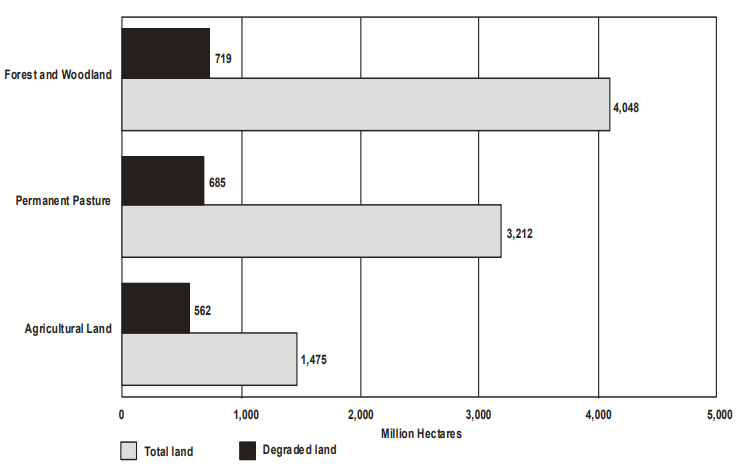 719
Forest and Woodland
4,048
685
Permanent Pasture
3,212
562
Agricultural Land
1,475
0 1,000 2,000 3,000 4,000 5,000
Million Hectares
Total land Degraded land